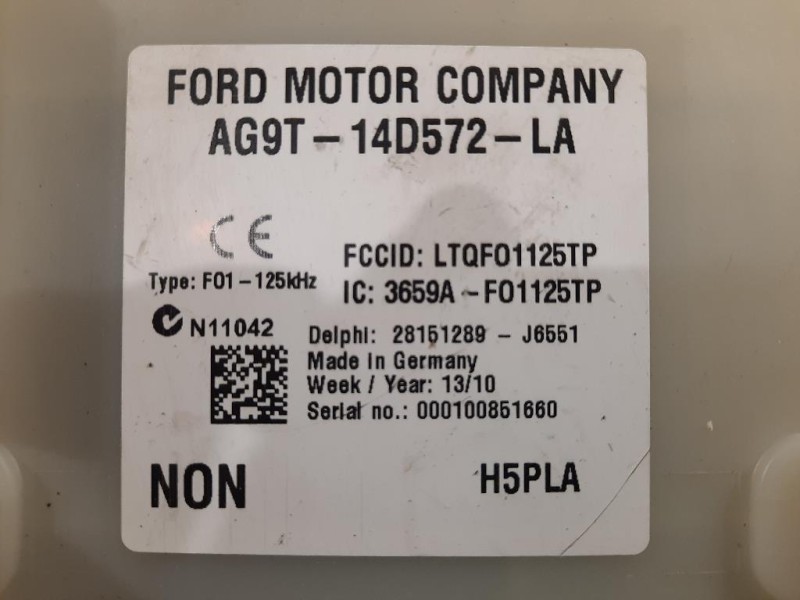 FORD MOTOR COMPANY
AG9T-14D572-LA
CE
FCCID: LTQFO1125TP
Type: FO1-125kHz
IC: 3659A-FO1125TP
N11042
Delphi: 28151289 - J6551
Made in Germany
Week / Year: 13/10
Serial no.: 000100851660
NON
H5PLA